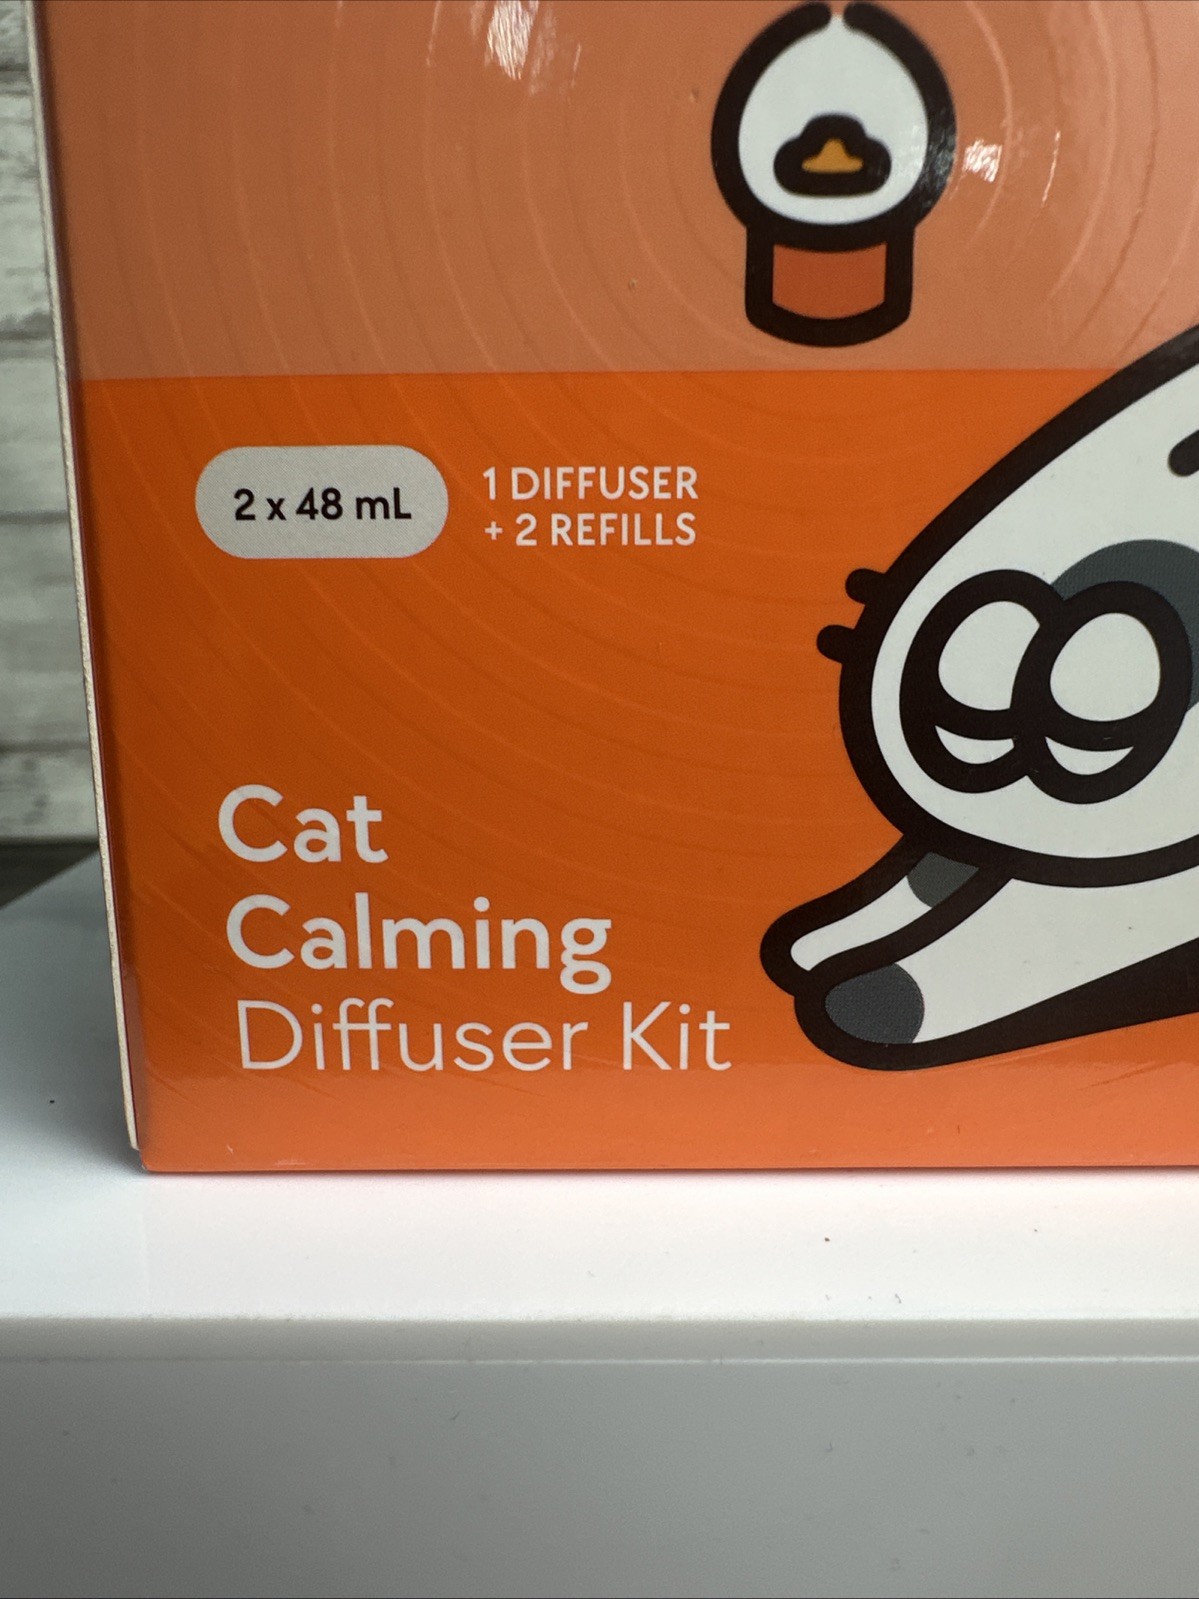 2 x 48 mL
1 DIFFUSER
+ 2 REFILLS
Cat
Calming
Diffuser Kit